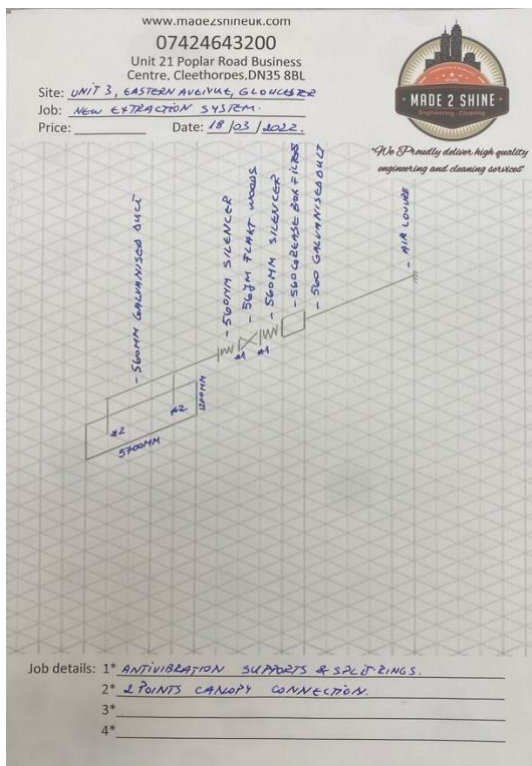 www.made2shineuk.com
07424643200
Unit 21 Poplar Road Business
Centre, Cleethorpes.DN35 8BL
Site: UNIT 3, EASTERN AVEIVUE, GLOUCESTER
Job: NEW EXTRACTION SYSTEM.
Price: Date: 18/03/2022.
MADE 2 SHINE
Engineering - Cleaning
"We Proudly deliver high quality
engineering and cleaning services"
- 560MM GALVANISED DUCT
- 560MM SILENCER
- 56JM FLAKT WOODS
- 560MM SILENCER
- 560 GREASE BOX FILTERS
- 560 GALVANISED DUCT
- AIR LOUVRE
*1 *1
*2 *2
1200MM
5700MM
Job details: 1* ANTIVIBRATION SUPPORTS & SPLIT RINGS.
2* 2 POINTS CANOPY CONNECTION.
3*
4*